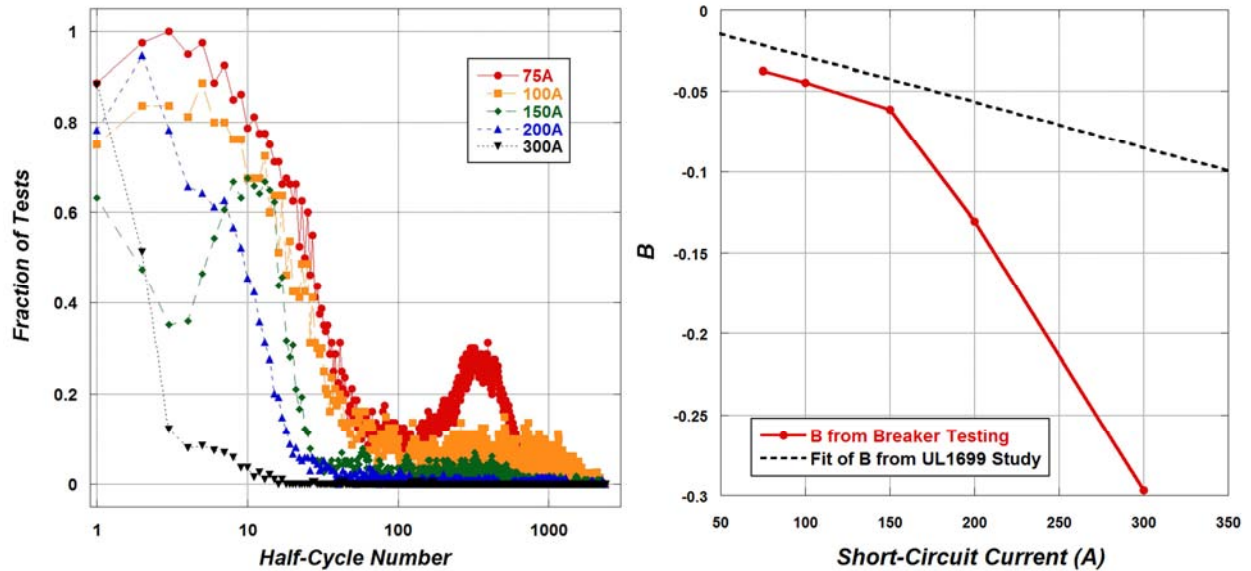 1
0.8
0.6
0.4
0.2
0
Fraction of Tests
1
10
100
1000
Half-Cycle Number
75A
100A
150A
200A
300A
0
-0.05
-0.1
-0.15
-0.2
-0.25
-0.3
B
50
100
150
200
250
300
350
Short-Circuit Current (A)
B from Breaker Testing
Fit of B from UL1699 Study